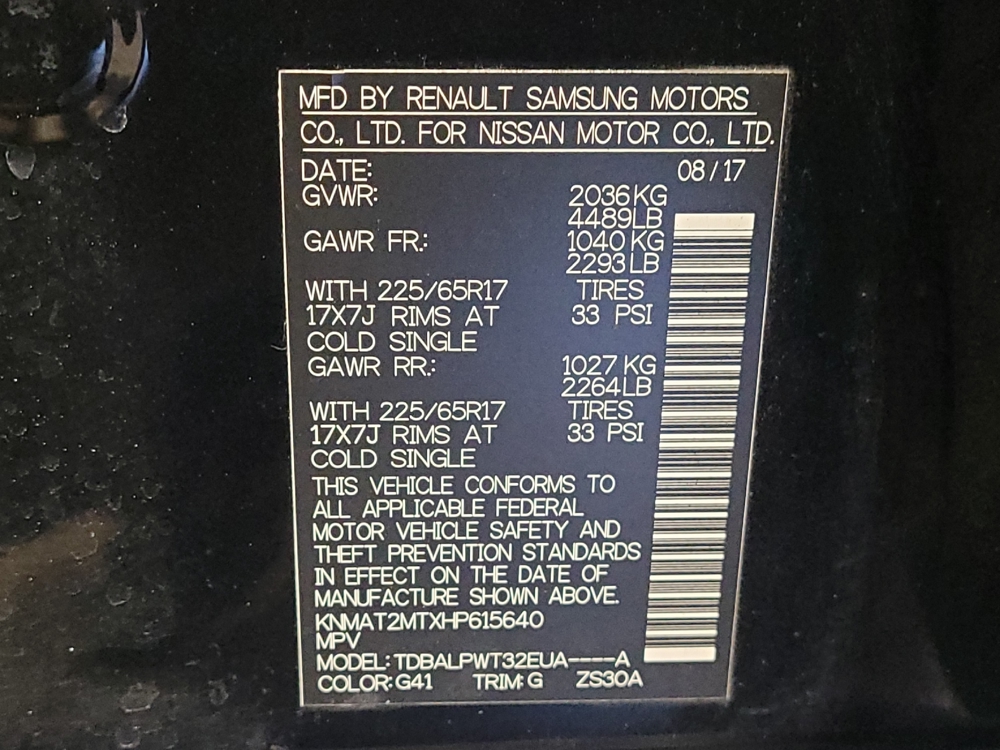 MFD BY RENAULT SAMSUNG MOTORS
CO., LTD. FOR NISSAN MOTOR CO., LTD.
DATE: 08/17
GVWR: 2036 KG
4489 LB
GAWR FR.: 1040 KG
2293 LB
WITH 225/65R17 TIRES
17X7J RIMS AT 33 PSI
COLD SINGLE
GAWR RR.: 1027 KG
2264 LB
WITH 225/65R17 TIRES
17X7J RIMS AT 33 PSI
COLD SINGLE
THIS VEHICLE CONFORMS TO
ALL APPLICABLE FEDERAL
MOTOR VEHICLE SAFETY AND
THEFT PREVENTION STANDARDS
IN EFFECT ON THE DATE OF
MANUFACTURE SHOWN ABOVE.
KNMAT2MTXHP615640
MPV
MODEL: TDBALPWT32EUA----A
COLOR: G41 TRIM: G ZS30A